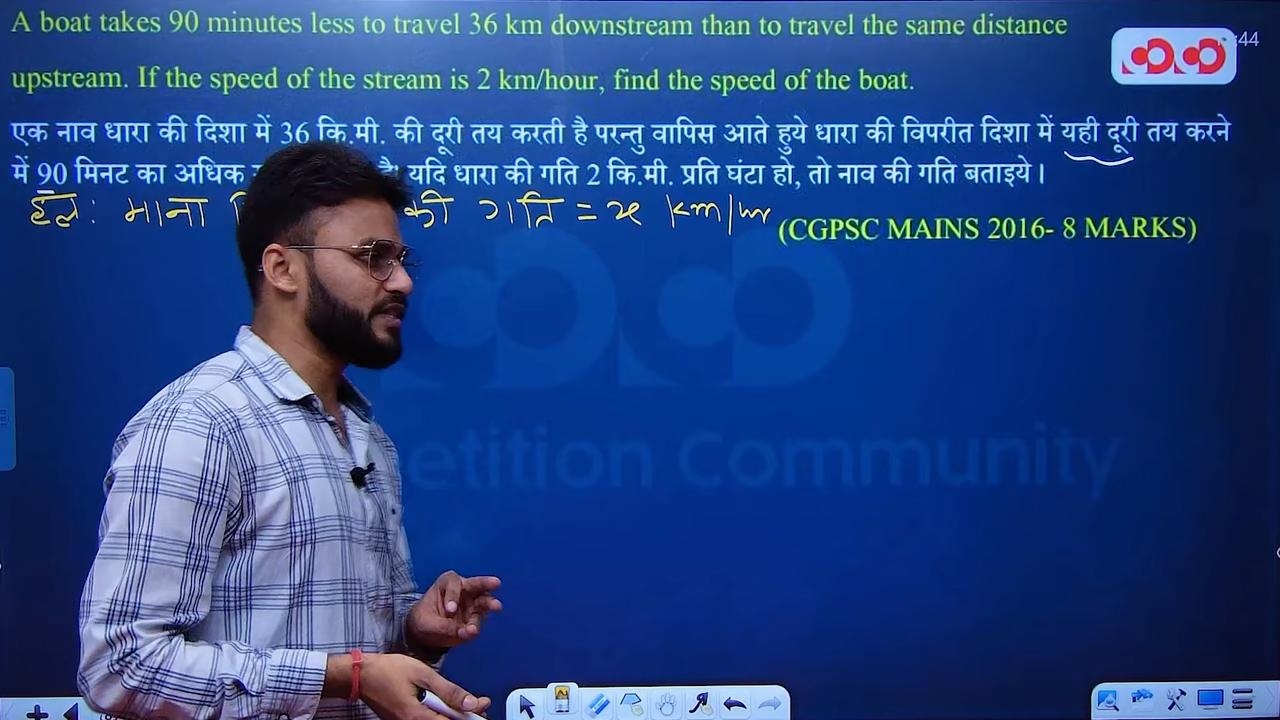 A boat takes 90 minutes less to travel 36 km downstream than to travel the same distance
:44
upstream. If the speed of the stream is 2 km/hour, find the speed of the boat.
एक नाव धारा की दिशा में 36 कि.मी. की दूरी तय करती है परन्तु वापिस आते हुये धारा की विपरीत दिशा में यही दूरी तय करने
में 90 मिनट का अधिक है। यदि धारा की गति 2 कि.मी. प्रति घंटा हो, तो नाव की गति बताइये।
हल: माना की गति = x km/hr
(CGPSC MAINS 2016- 8 MARKS)
etition Community